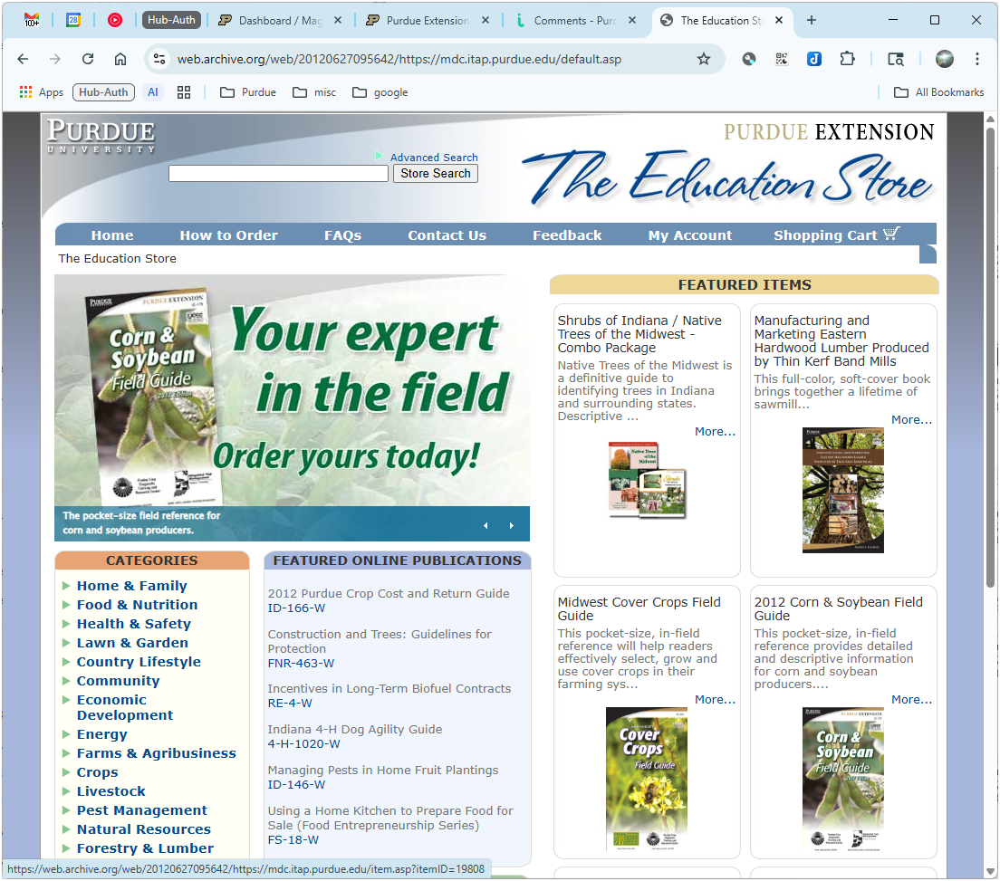 100+
28
Hub-Auth
Dashboard / Mag
Purdue Extension
Comments - Purd
The Education St
web.archive.org/web/20120627095642/https://mdc.itap.purdue.edu/default.asp
Apps
Hub-Auth
AI
Purdue
misc
google
All Bookmarks
PURDUE
UNIVERSITY
PURDUE EXTENSION
The Education Store
Advanced Search
Store Search
Home
How to Order
FAQs
Contact Us
Feedback
My Account
Shopping Cart
The Education Store
PURDUE
PURDUE EXTENSION
Corn &
Soybean
Field Guide
2012 Edition
Your expert
in the field
Order yours today!
The pocket-size field reference for
corn and soybean producers.
CATEGORIES
Home & Family
Food & Nutrition
Health & Safety
Lawn & Garden
Country Lifestyle
Community
Economic
Development
Energy
Farms & Agribusiness
Crops
Livestock
Pest Management
Natural Resources
Forestry & Lumber
FEATURED ONLINE PUBLICATIONS
2012 Purdue Crop Cost and Return Guide
ID-166-W
Construction and Trees: Guidelines for
Protection
FNR-463-W
Incentives in Long-Term Biofuel Contracts
RE-4-W
Indiana 4-H Dog Agility Guide
4-H-1020-W
Managing Pests in Home Fruit Plantings
ID-146-W
Using a Home Kitchen to Prepare Food for
Sale (Food Entrepreneurship Series)
FS-18-W
FEATURED ITEMS
Shrubs of Indiana / Native
Trees of the Midwest -
Combo Package
Native Trees of the Midwest is
a definitive guide to
identifying trees in Indiana
and surrounding states.
Descriptive ...
More...
Native Trees
of the
Midwest
Shrubs
Manufacturing and
Marketing Eastern
Hardwood Lumber Produced
by Thin Kerf Band Mills
This full-color, soft-cover book
brings together a lifetime of
sawmill...
More...
Midwest Cover Crops Field
Guide
This pocket-size, in-field
reference will help readers
effectively select, grow and
use cover crops in their
farming sys...
More...
MIDWEST
Cover
Crops
Field Guide
2012 Corn & Soybean Field
Guide
This pocket-size, in-field
reference provides detailed
and descriptive information
for corn and soybean
producers....
More...
Corn &
Soybean
Field Guide
https://web.archive.org/web/20120627095642/https://mdc.itap.purdue.edu/item.asp?itemID=19808